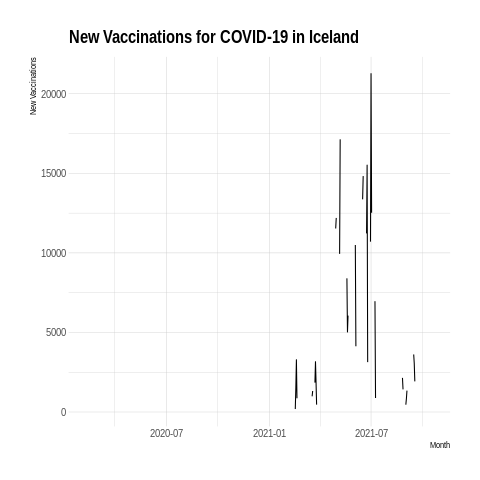 New Vaccinations for COVID-19 in Iceland
New Vaccinations
20000
15000
10000
5000
0
2020-07
2021-01
2021-07
Month